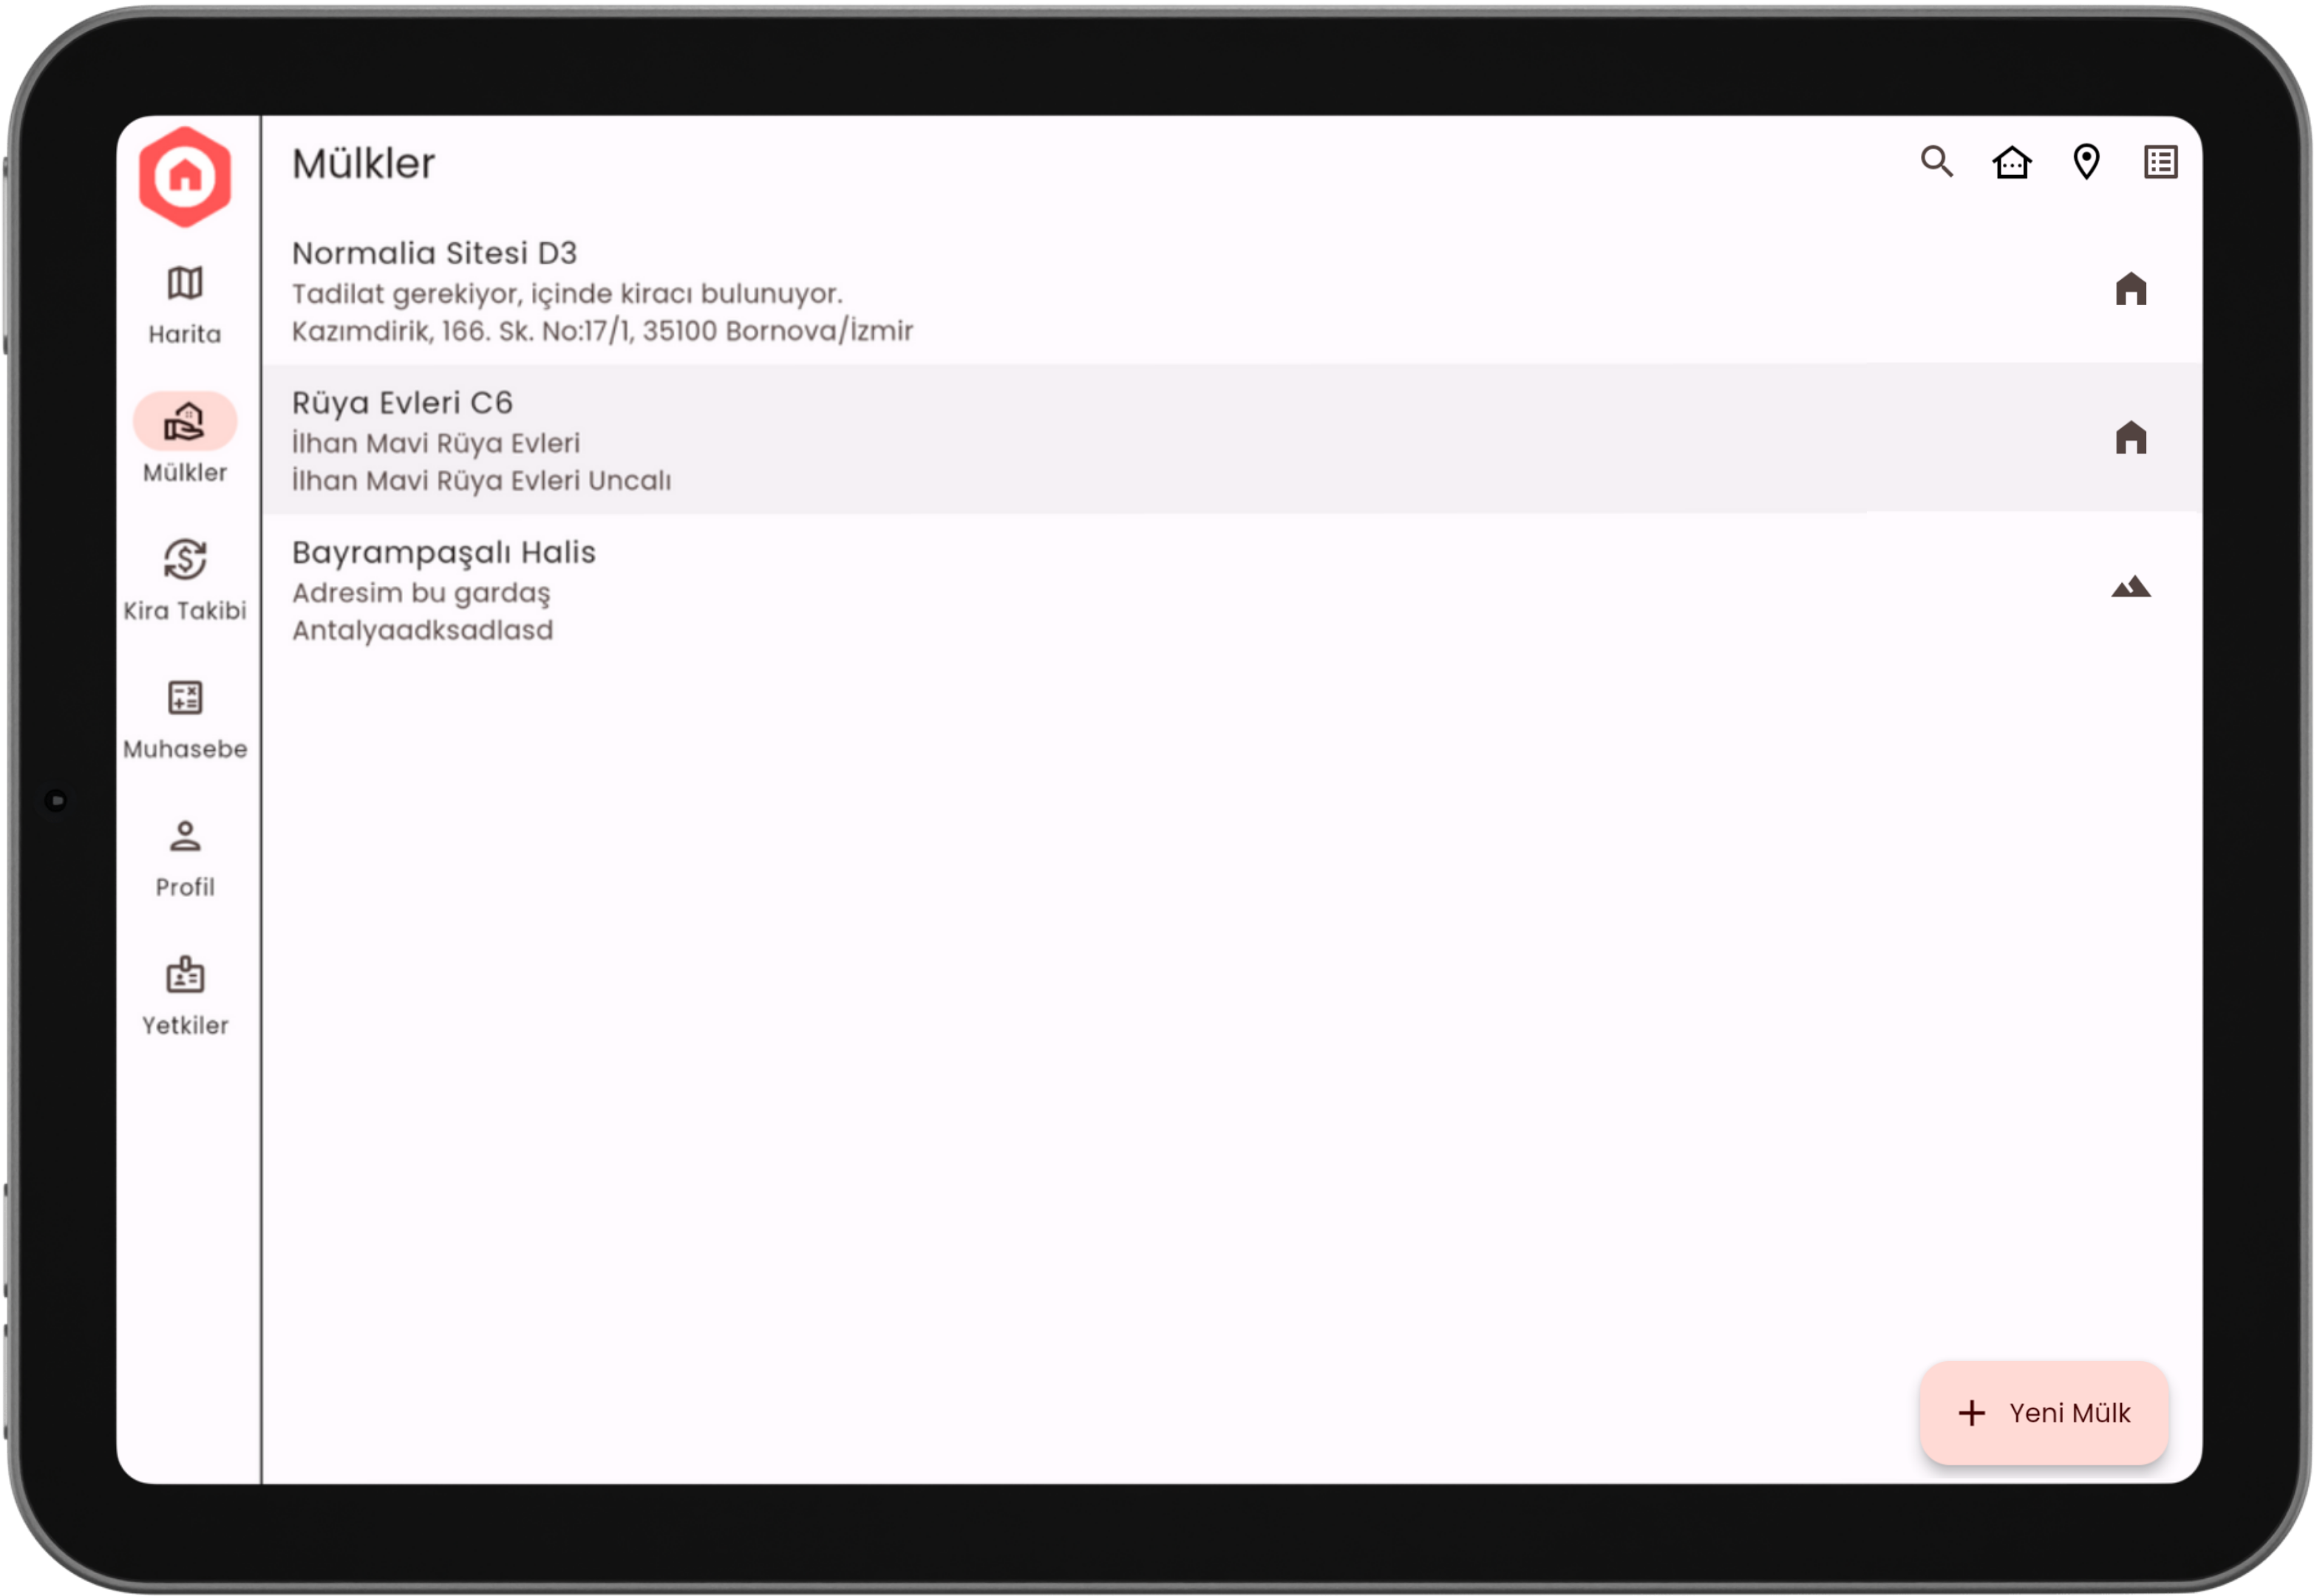 Mülkler
Harita
Mülkler
Kira Takibi
Muhasebe
Profil
Yetkiler
Normalia Sitesi D3
Tadilat gerekiyor, içinde kiracı bulunuyor.
Kazımdirik, 166. Sk. No:17/1, 35100 Bornova/İzmir
Rüya Evleri C6
İlhan Mavi Rüya Evleri
İlhan Mavi Rüya Evleri Uncalı
Bayrampaşalı Halis
Adresim bu gardaş
Antalyaadksadlasd
Yeni Mülk